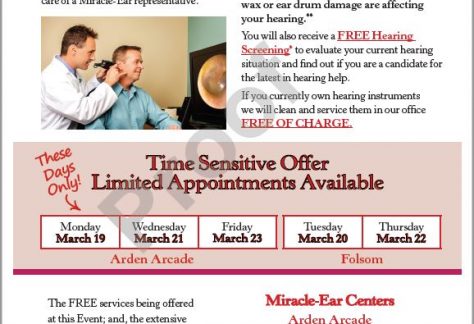 care of a Miracle-Ear representative.
wax or ear drum damage are affecting
your hearing.**
You will also receive a FREE Hearing
Screening* to evaluate your current hearing
situation and find out if you are a candidate for
the latest in hearing help.
If you currently own hearing instruments
we will clean and service them in our office
FREE OF CHARGE.
Proof
These
Days
Only!
Time Sensitive Offer
Limited Appointments Available
Monday
March 19
Wednesday
March 21
Friday
March 23
Tuesday
March 20
Thursday
March 22
Arden Arcade
Folsom
The FREE services being offered
at this Event; and, the extensive
Miracle-Ear Centers
Arden Arcade